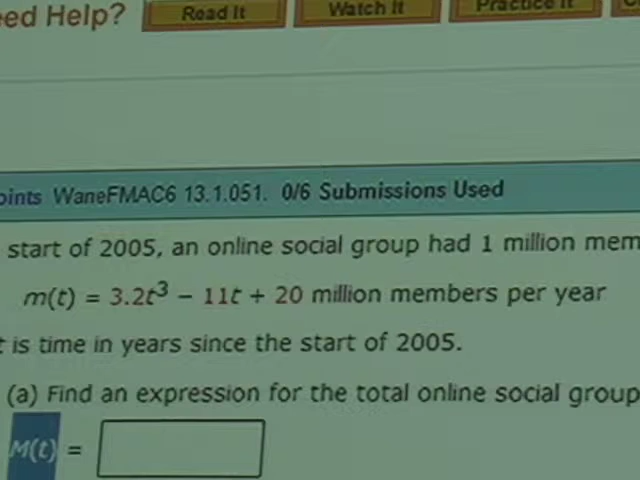 eed Help? Read It Watch It Practice It
oints WaneFMAC6 13.1.051. 0/6 Submissions Used
start of 2005, an online social group had 1 million mem
m(t) = 3.2t³ − 11t + 20 million members per year
t is time in years since the start of 2005.
(a) Find an expression for the total online social group
M(t) =